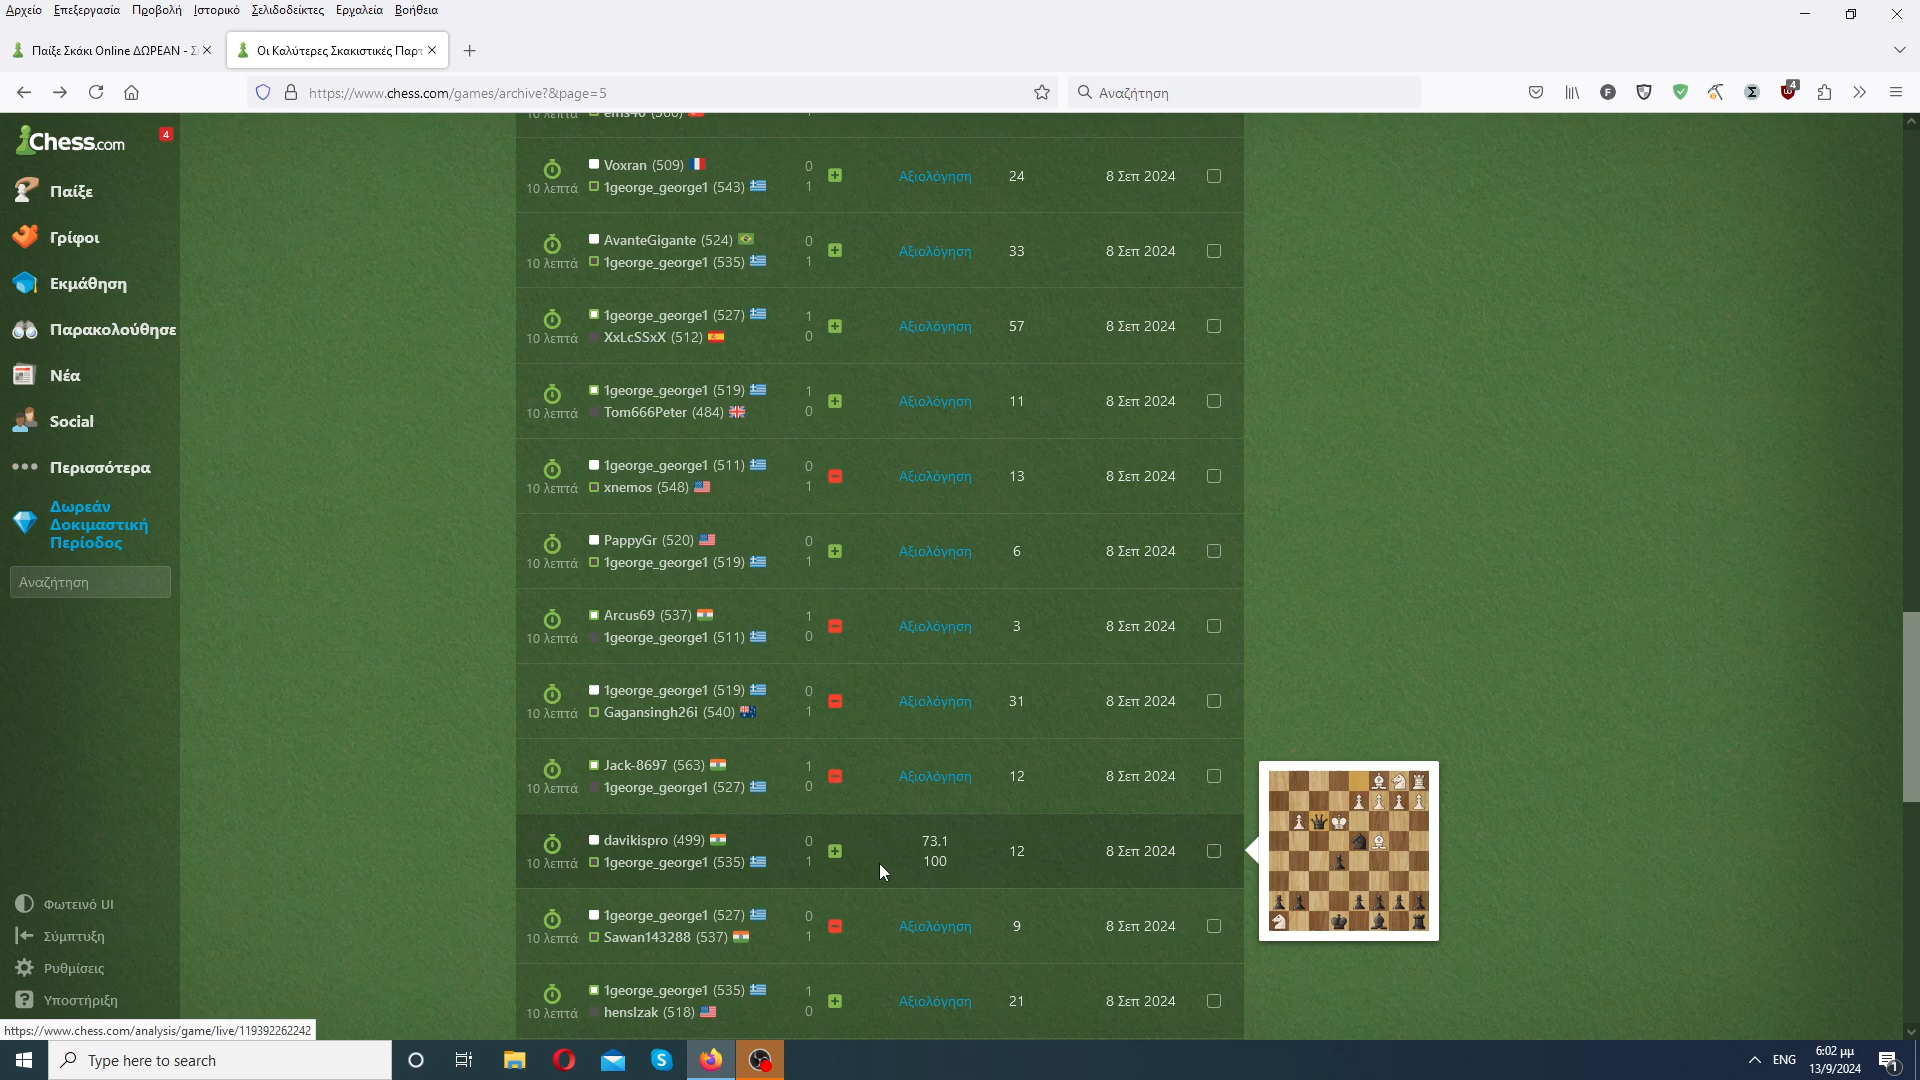 Αρχείο Επεξεργασία Προβολή Ιστορικό Σελιδοδείκτες Εργαλεία Βοήθεια
Παίξε Σκάκι Online ΔΩΡΕΑΝ - Σ
Οι Καλύτερες Σκακιστικές Παρτ
https://www.chess.com/games/archive?&page=5
Αναζήτηση
4
Chess.com
4
Παίξε
Γρίφοι
Εκμάθηση
Παρακολούθησε
Νέα
Social
Περισσότερα
Δωρεάν
Δοκιμαστική
Περίοδος
Αναζήτηση
Φωτεινό UI
Σύμπτυξη
Ρυθμίσεις
Υποστήριξη
10 λεπτά
Voxran (509) 0
10 λεπτά 1george_george1 (543) 1
Αξιολόγηση 24 8 Σεπ 2024
AvanteGigante (524) 0
10 λεπτά 1george_george1 (535) 1
Αξιολόγηση 33 8 Σεπ 2024
1george_george1 (527) 1
10 λεπτά XxLcSSxX (512) 0
Αξιολόγηση 57 8 Σεπ 2024
1george_george1 (519) 1
10 λεπτά Tom666Peter (484) 0
Αξιολόγηση 11 8 Σεπ 2024
1george_george1 (511) 0
10 λεπτά xnemos (548) 1
Αξιολόγηση 13 8 Σεπ 2024
PappyGr (520) 0
10 λεπτά 1george_george1 (519) 1
Αξιολόγηση 6 8 Σεπ 2024
Arcus69 (537) 1
10 λεπτά 1george_george1 (511) 0
Αξιολόγηση 3 8 Σεπ 2024
1george_george1 (519) 0
10 λεπτά Gagansingh26i (540) 1
Αξιολόγηση 31 8 Σεπ 2024
Jack-8697 (563) 1
10 λεπτά 1george_george1 (527) 0
Αξιολόγηση 12 8 Σεπ 2024
davikispro (499) 0 73.1
10 λεπτά 1george_george1 (535) 1 100
12 8 Σεπ 2024
1george_george1 (527) 0
10 λεπτά Sawan143288 (537) 1
Αξιολόγηση 9 8 Σεπ 2024
1george_george1 (535) 1
10 λεπτά henslzak (518) 0
Αξιολόγηση 21 8 Σεπ 2024
https://www.chess.com/analysis/game/live/119392262242
Type here to search
ENG
6:02 μμ
13/9/2024
1